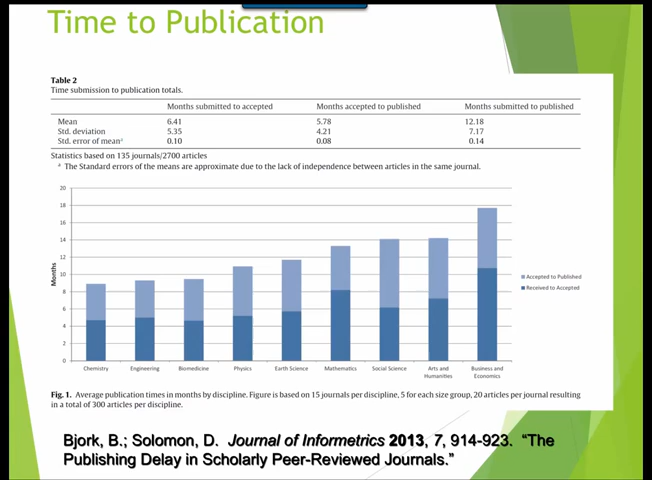 Time to Publication
Table 2
Time submission to publication totals.
Months submitted to accepted Months accepted to published Months submitted to published
Mean 6.41 5.78 12.18
Std. deviation 5.35 4.21 7.17
Std. error of meanᵃ 0.10 0.08 0.14
Statistics based on 135 journals/2700 articles
ᵃ The Standard errors of the means are approximate due to the lack of independence between articles in the same journal.
20
18
16
14
12
10
8
6
4
2
0
Months
Accepted to Published
Received to Accepted
Chemistry Engineering Biomedicine Physics Earth Science Mathematics Social Science Arts and Business and
Humanities Economics
Fig. 1. Average publication times in months by discipline. Figure is based on 15 journals per discipline, 5 for each size group, 20 articles per journal resulting
in a total of 300 articles per discipline.
Bjork, B.; Solomon, D. Journal of Informetrics 2013, 7, 914-923. “The
Publishing Delay in Scholarly Peer-Reviewed Journals.”